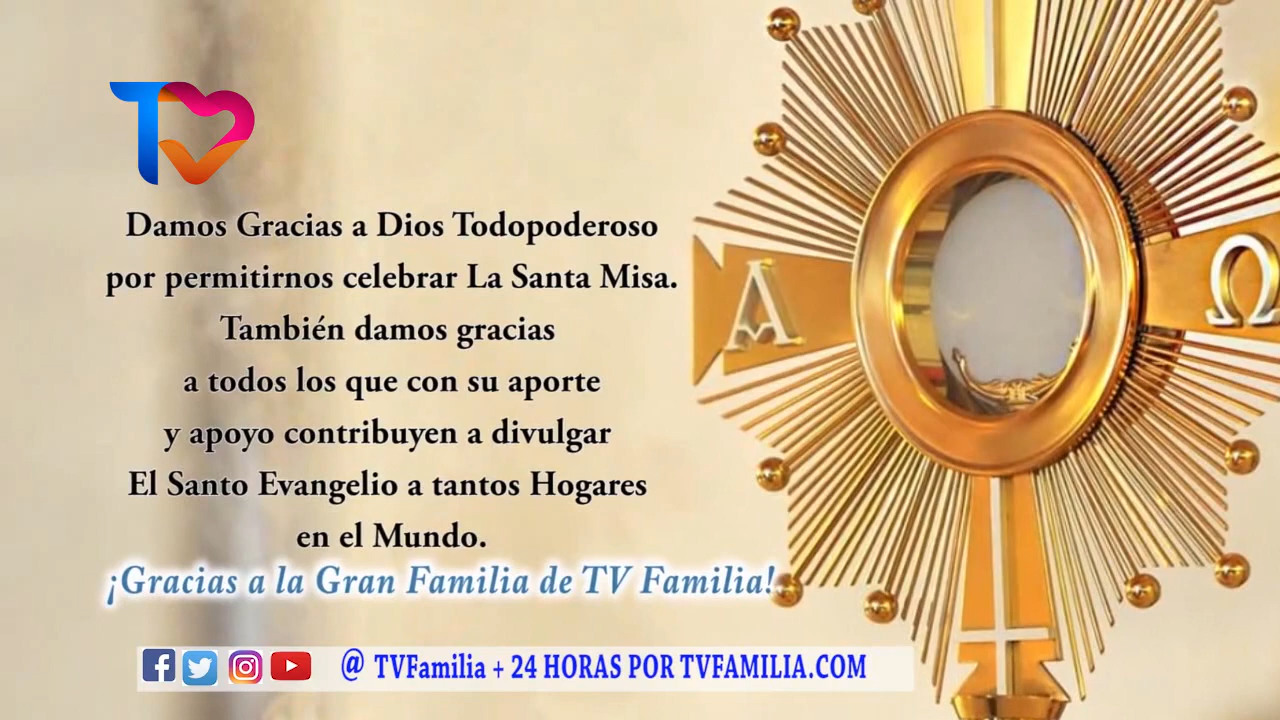 TV
Damos Gracias a Dios Todopoderoso
por permitirnos celebrar La Santa Misa.
También damos gracias
a todos los que con su aporte
y apoyo contribuyen a divulgar
El Santo Evangelio a tantos Hogares
en el Mundo.
¡Gracias a la Gran Familia de TV Familia!
@ TVFamilia + 24 HORAS POR TVFAMILIA.COM
Α Ω